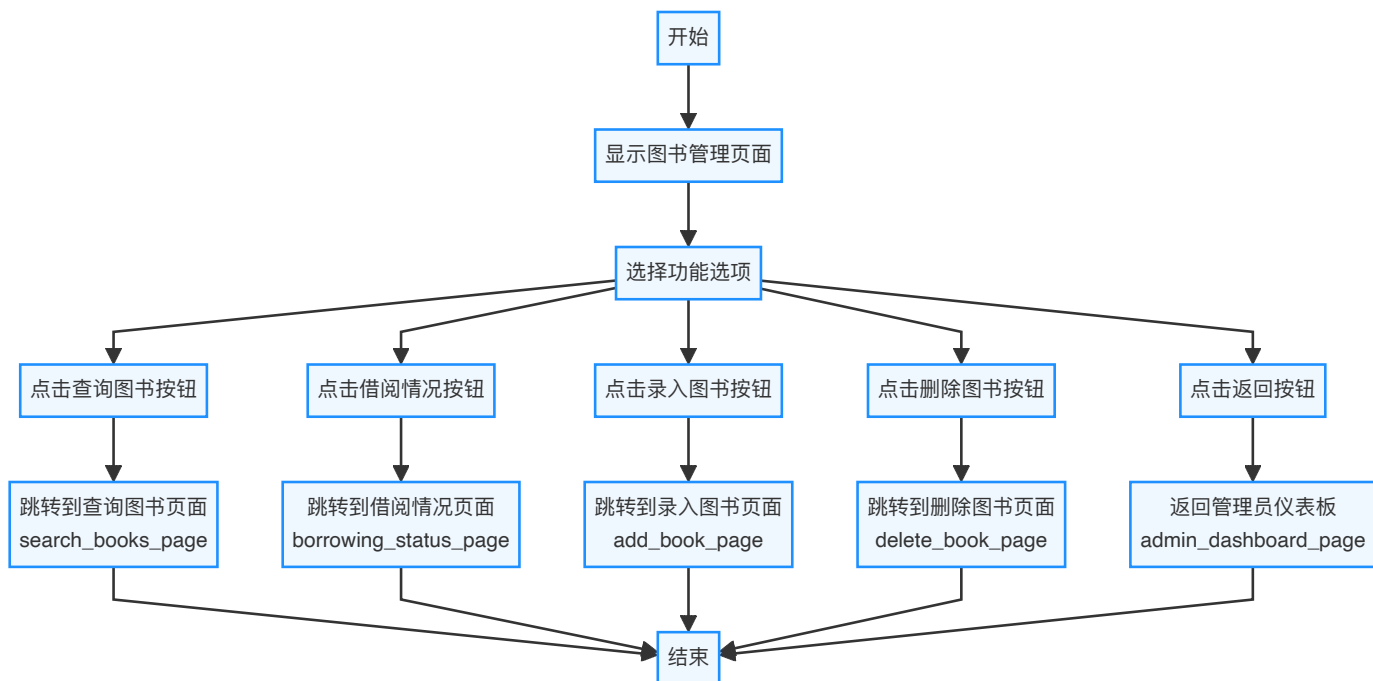 开始
显示图书管理页面
选择功能选项
点击查询图书按钮
点击借阅情况按钮
点击录入图书按钮
点击删除图书按钮
点击返回按钮
跳转到查询图书页面
search_books_page
跳转到借阅情况页面
borrowing_status_page
跳转到录入图书页面
add_book_page
跳转到删除图书页面
delete_book_page
返回管理员仪表板
admin_dashboard_page
结束